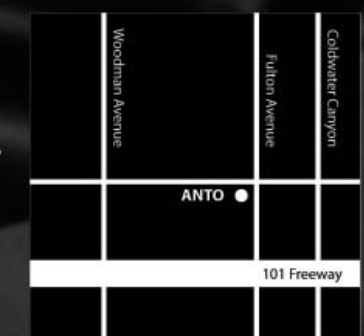 Woodman Avenue
Fulton Avenue
Coldwater Canyon
ANTO
101 Freeway